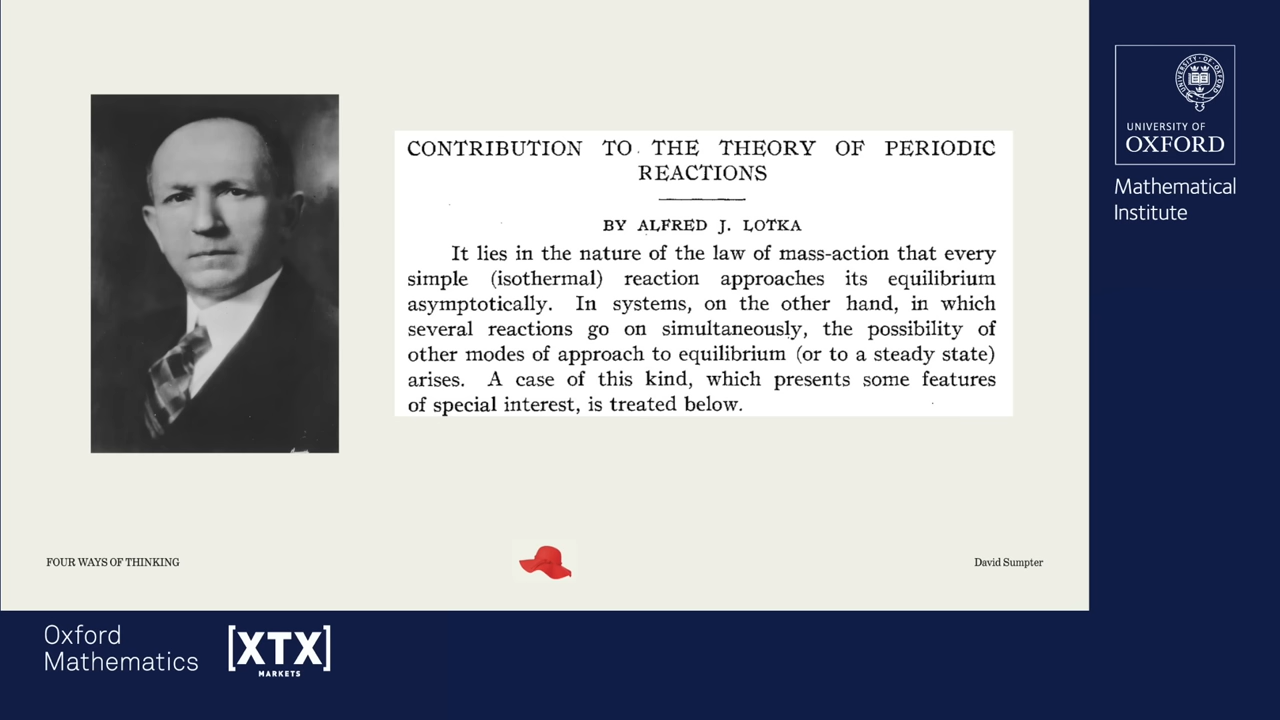 CONTRIBUTION TO THE THEORY OF PERIODIC
REACTIONS
BY ALFRED J. LOTKA
It lies in the nature of the law of mass-action that every
simple (isothermal) reaction approaches its equilibrium
asymptotically. In systems, on the other hand, in which
several reactions go on simultaneously, the possibility of
other modes of approach to equilibrium (or to a steady state)
arises. A case of this kind, which presents some features
of special interest, is treated below.
FOUR WAYS OF THINKING
David Sumpter
UNIVERSITY OF
OXFORD
Mathematical
Institute
Oxford
Mathematics
[XTX]
MARKETS